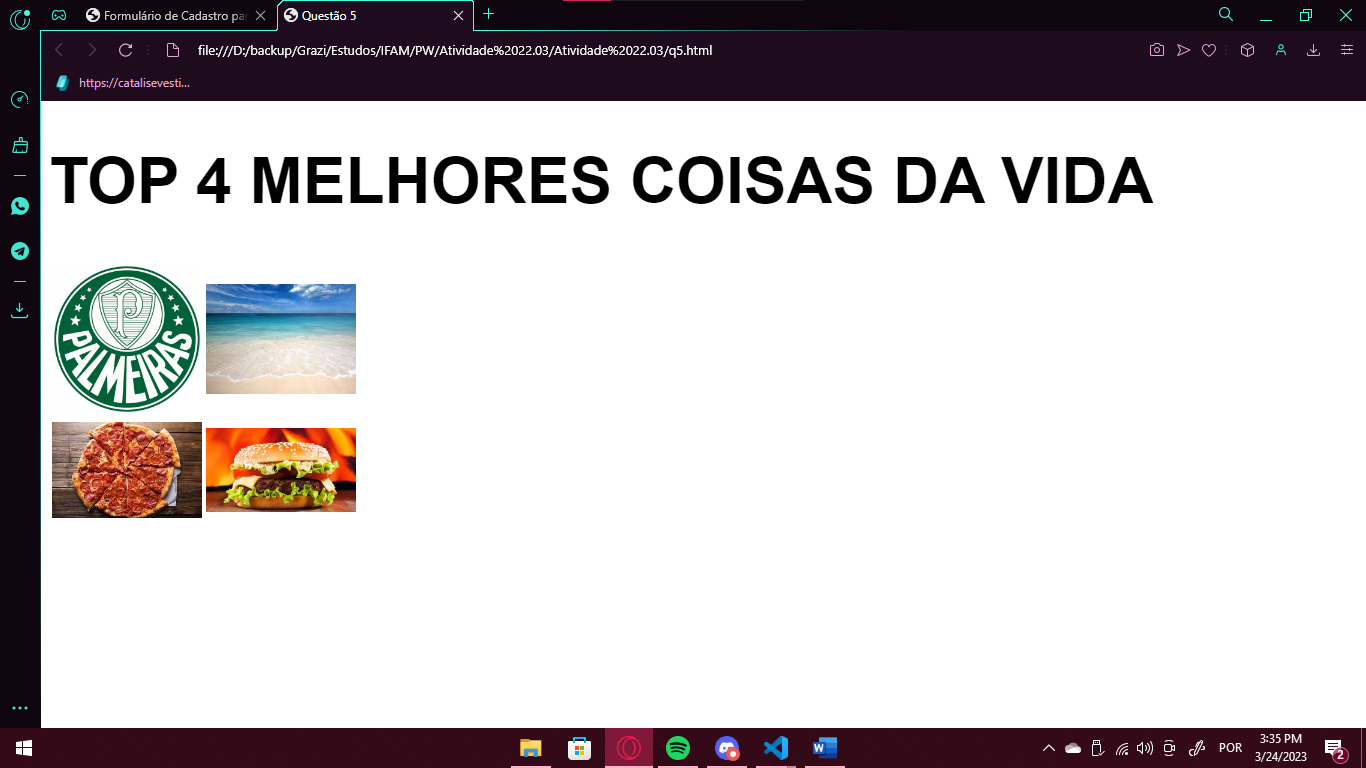 Formulário de Cadastro par
Questão 5
file:///D:/backup/Grazi/Estudos/IFAM/PW/Atividade%2022.03/Atividade%2022.03/q5.html
https://catalisevesti...
TOP 4 MELHORES COISAS DA VIDA
P
PALMEIRAS
POR
3:35 PM
3/24/2023
2